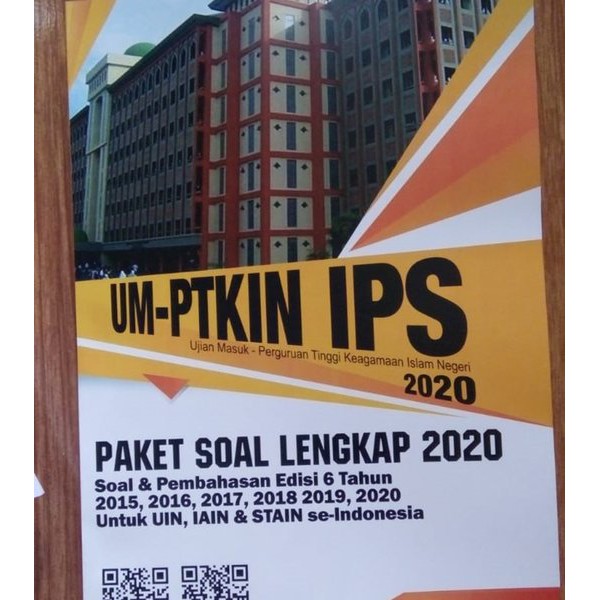 UM-PTKIN IPS
Ujian Masuk - Perguruan Tinggi Keagamaan Islam Negeri
2020
PAKET SOAL LENGKAP 2020
Soal & Pembahasan Edisi 6 Tahun
2015, 2016, 2017, 2018 2019, 2020
Untuk UIN, IAIN & STAIN se-Indonesia